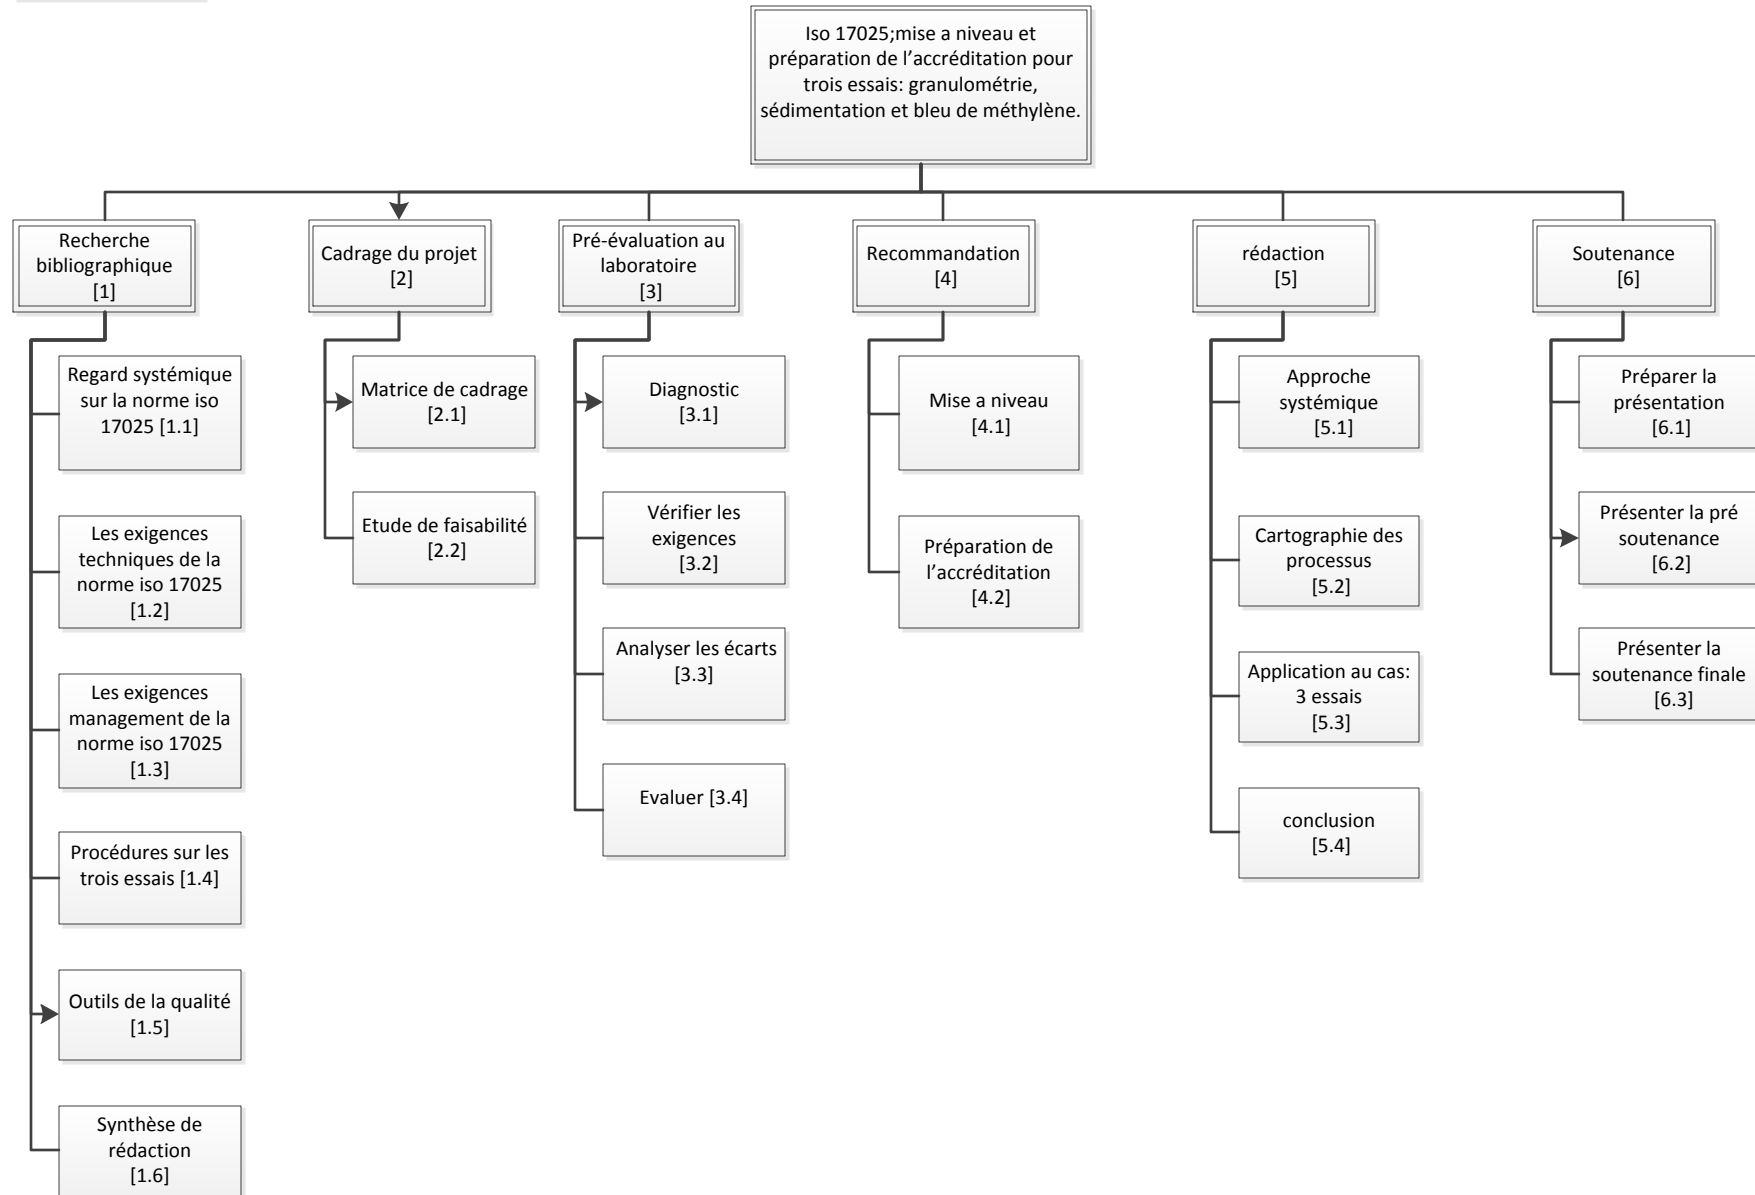 Iso 17025;mise a niveau et
préparation de l’accréditation pour
trois essais: granulométrie,
sédimentation et bleu de méthylène.
Recherche
bibliographique
[1]
Cadrage du projet
[2]
Pré-évaluation au
laboratoire
[3]
Recommandation
[4]
rédaction
[5]
Soutenance
[6]
Regard systémique
sur la norme iso
17025 [1.1]
Les exigences
techniques de la
norme iso 17025
[1.2]
Les exigences
management de la
norme iso 17025
[1.3]
Procédures sur les
trois essais [1.4]
Outils de la qualité
[1.5]
Synthèse de
rédaction
[1.6]
Matrice de cadrage
[2.1]
Etude de faisabilité
[2.2]
Diagnostic
[3.1]
Vérifier les
exigences
[3.2]
Analyser les écarts
[3.3]
Evaluer [3.4]
Mise a niveau
[4.1]
Préparation de
l’accréditation
[4.2]
Approche
systémique
[5.1]
Cartographie des
processus
[5.2]
Application au cas:
3 essais
[5.3]
conclusion
[5.4]
Préparer la
présentation
[6.1]
Présenter la pré
soutenance
[6.2]
Présenter la
soutenance finale
[6.3]